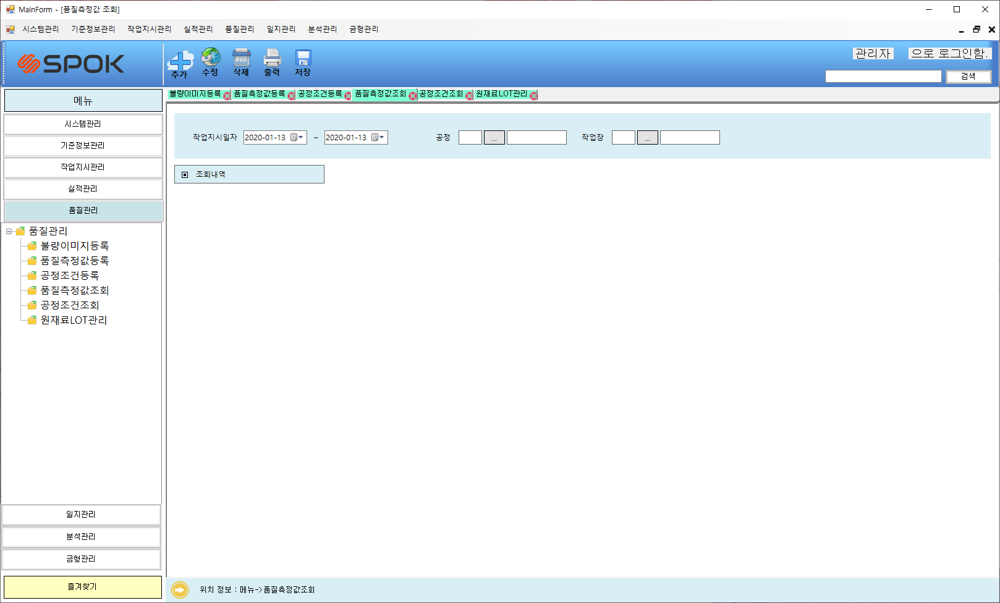 MainForm - [품질측정값 조회]
시스템관리 기준정보관리 작업지시관리 실적관리 품질관리 일지관리 분석관리 금형관리
SPOK
추가 수정 삭제 출력 저장
관리자 으로 로그인함.
검색
메뉴
불량이미지등록 품질측정값등록 공정조건등록 품질측정값조회 공정조건조회 원재료LOT관리
시스템관리
기준정보관리
작업지시관리
실적관리
품질관리
품질관리
불량이미지등록
품질측정값등록
공정조건등록
품질측정값조회
공정조건조회
원재료LOT관리
일지관리
분석관리
금형관리
즐겨찾기
작업지시일자 2020-01-13 ~ 2020-01-13 공정 ... 작업장 ...
조회내역
위치 정보 : 메뉴->품질측정값조회